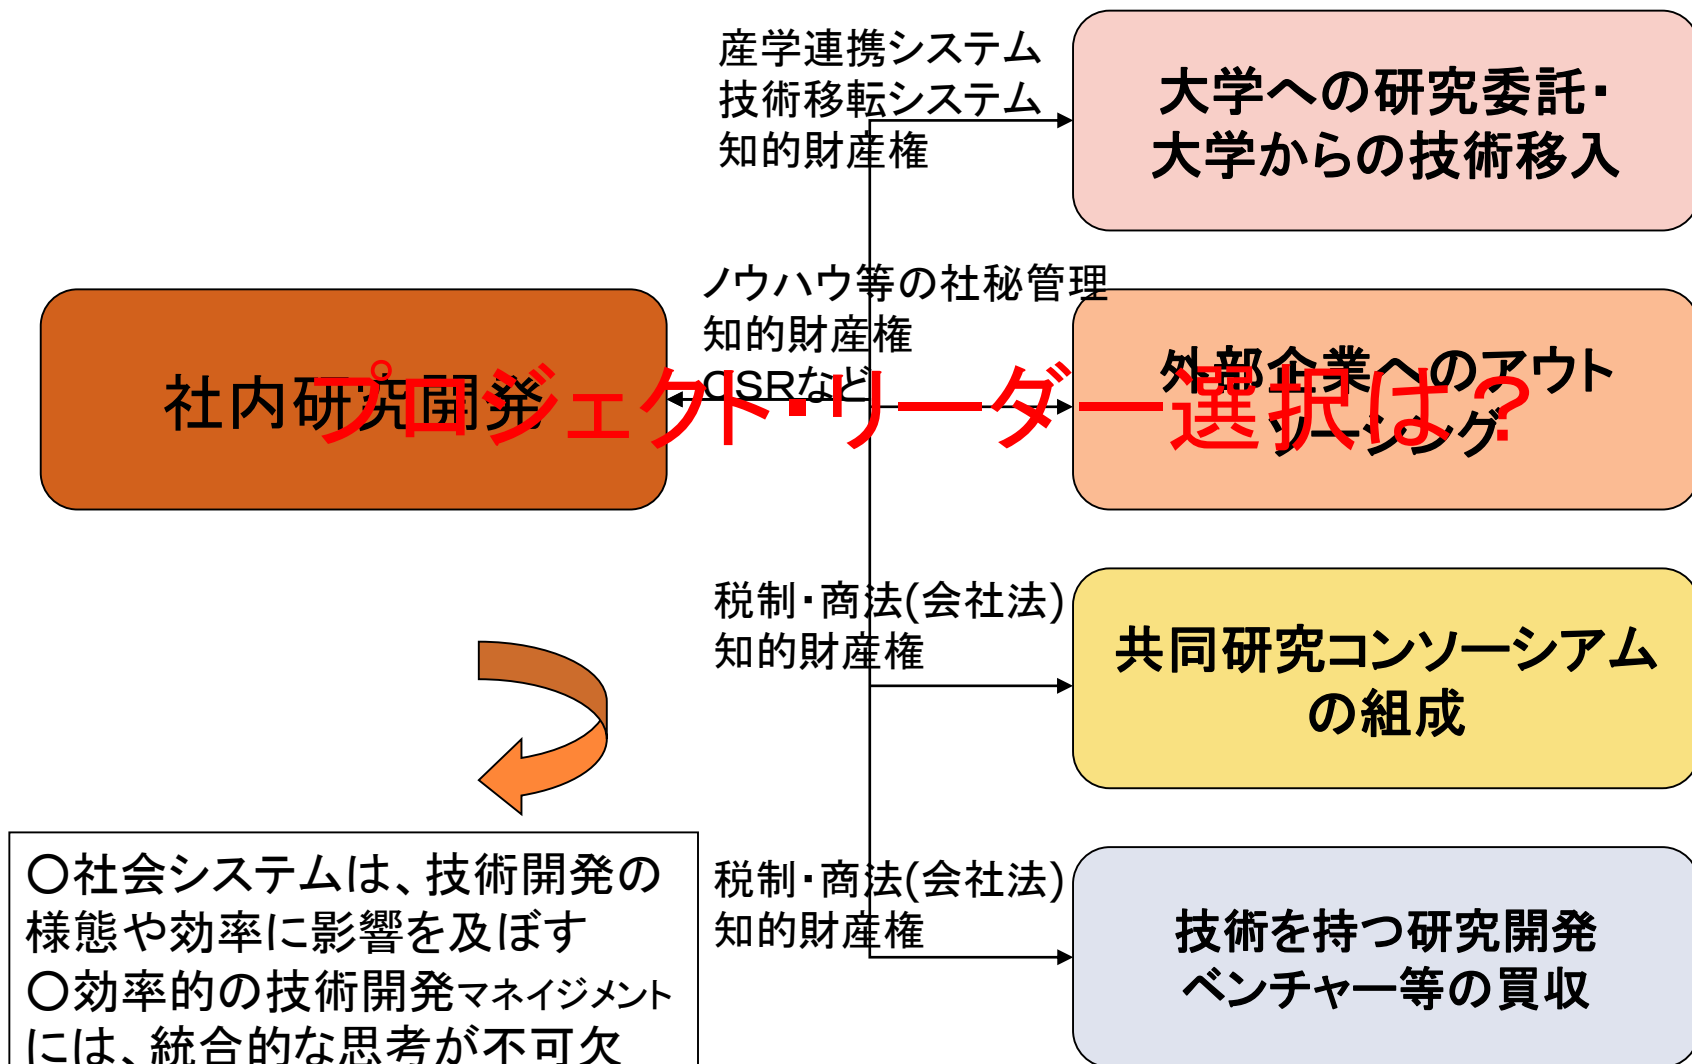 産学連携システム
技術移転システム
知的財産権
大学への研究委託・
大学からの技術移入
ノウハウ等の社秘管理
知的財産権
CSRなど
社内研究開発
プロジェクト・リーダー選択は?
外部企業へのアウト
ソーシング
税制・商法(会社法)
知的財産権
共同研究コンソーシアム
の組成
税制・商法(会社法)
知的財産権
技術を持つ研究開発
ベンチャー等の買収
〇社会システムは、技術開発の
様態や効率に影響を及ぼす
〇効率的の技術開発マネイジメント
には、統合的な思考が不可欠